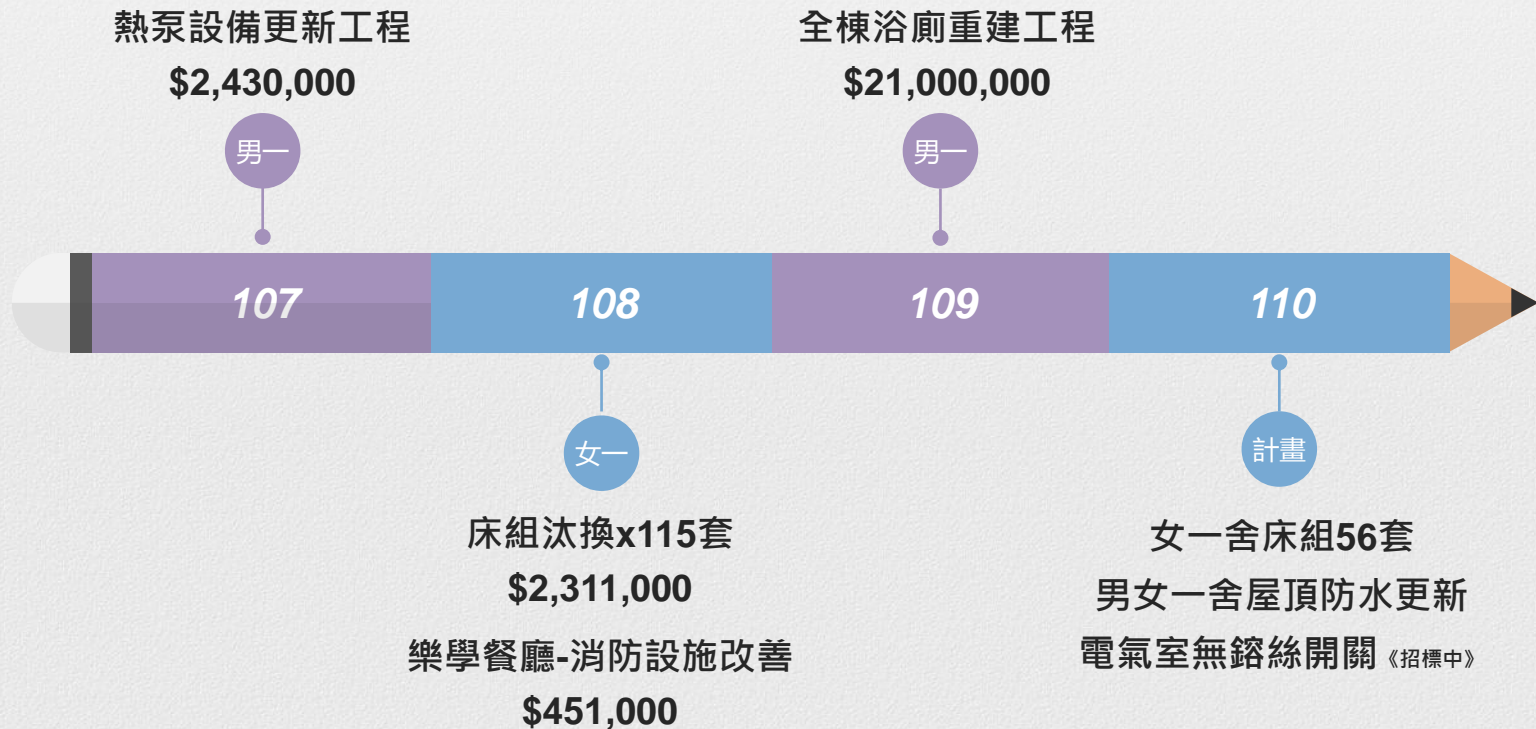 熱泵設備更新工程
$2,430,000
男一
全棟浴廁重建工程
$21,000,000
男一
107
108
109
110
女一
床組汰換x115套
$2,311,000
樂學餐廳-消防設施改善
$451,000
計畫
女一舍床組56套
男女一舍屋頂防水更新
電氣室無鎔絲開關《招標中》